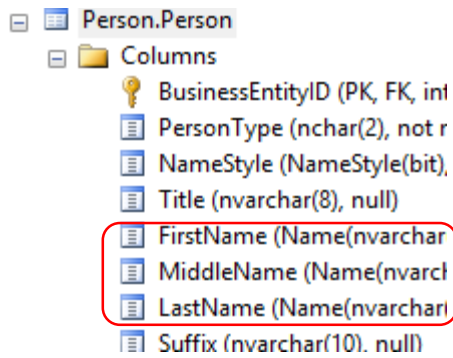 Person.Person
Columns
BusinessEntityID (PK, FK, int
PersonType (nchar(2), not
NameStyle (NameStyle(bit),
Title (nvarchar(8), null)
FirstName (Name(nvarchar
MiddleName (Name(nvarch
LastName (Name(nvarchar(
Suffix (nvarchar(10), null)